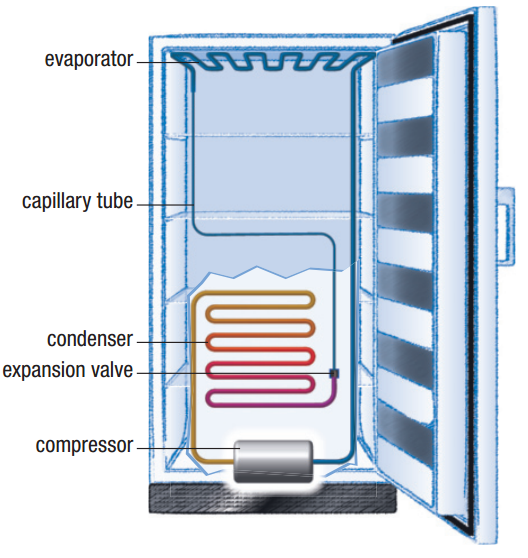 evaporator
capillary tube
condenser
expansion valve
compressor